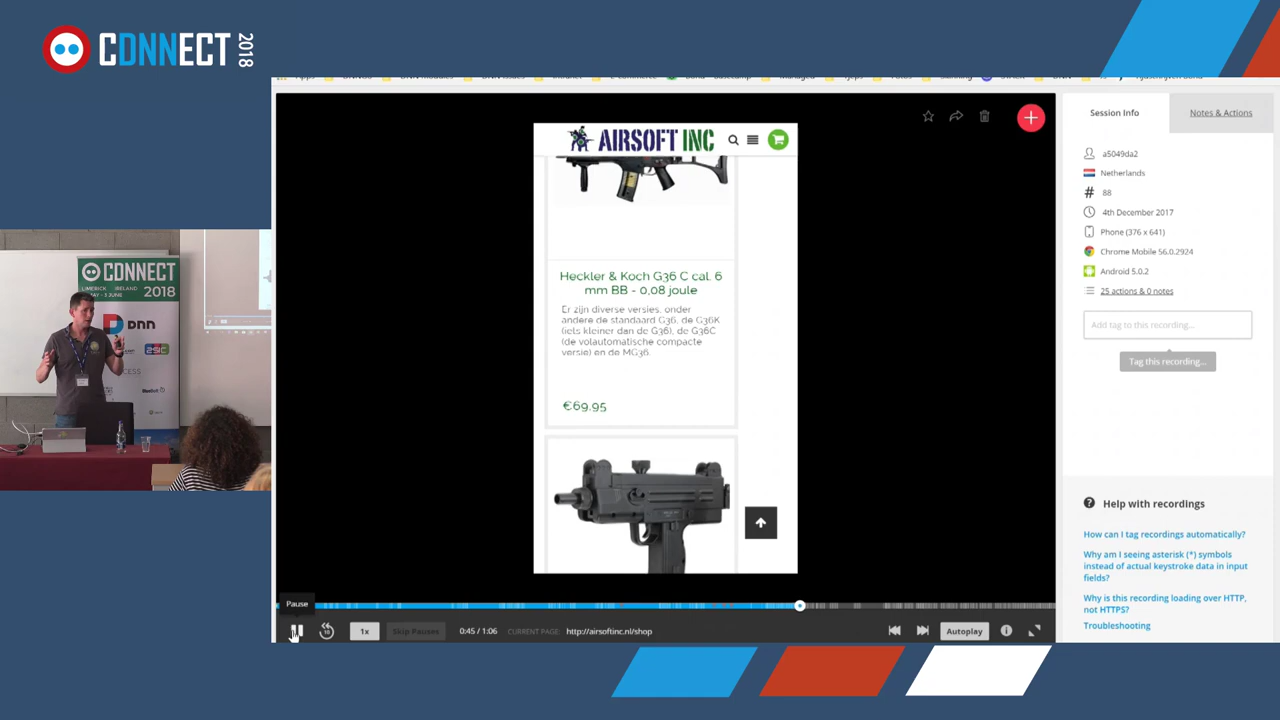 CDNNECT 2018
Session Info
Notes & Actions
AIRSOFT INC
a5049da2
Netherlands
# 88
4th December 2017
Phone (376 x 641)
Chrome Mobile 56.0.2924
Android 5.0.2
25 actions & 0 notes
Add tag to this recording...
Tag this recording...
Heckler & Koch G36 C cal. 6
mm BB - 0,08 joule
Er zijn diverse versies, onder
andere de standaard G36, de G36K
(iets kleiner dan de G36), de G36C
(de volautomatische compacte
versie) en de MG36.
€69,95
CDNNECT
LIMERICK IRELAND
JUNE 2018
DNN
Help with recordings
How can I tag recordings automatically?
Why am I seeing asterisk (*) symbols
instead of actual keystroke data in input
fields?
Why is this recording loading over HTTP,
not HTTPS?
Troubleshooting
Pause
10
1x
Skip Pauses
0:45 / 1:06
CURRENT PAGE:
http://airsoftinc.nl/shop
Autoplay